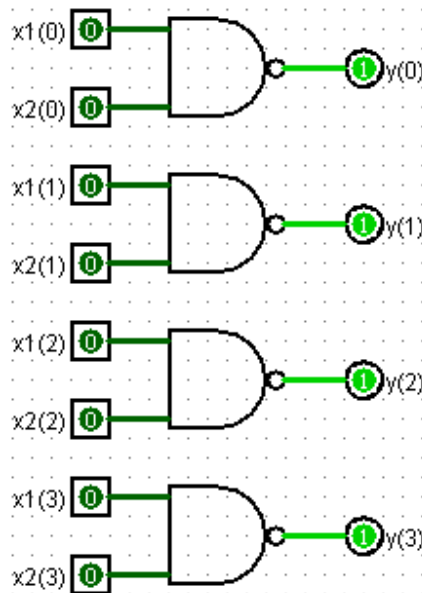 x1(0) 0
1 y(0)
x2(0) 0
x1(1) 0
1 y(1)
x2(1) 0
x1(2) 0
1 y(2)
x2(2) 0
x1(3) 0
1 y(3)
x2(3) 0